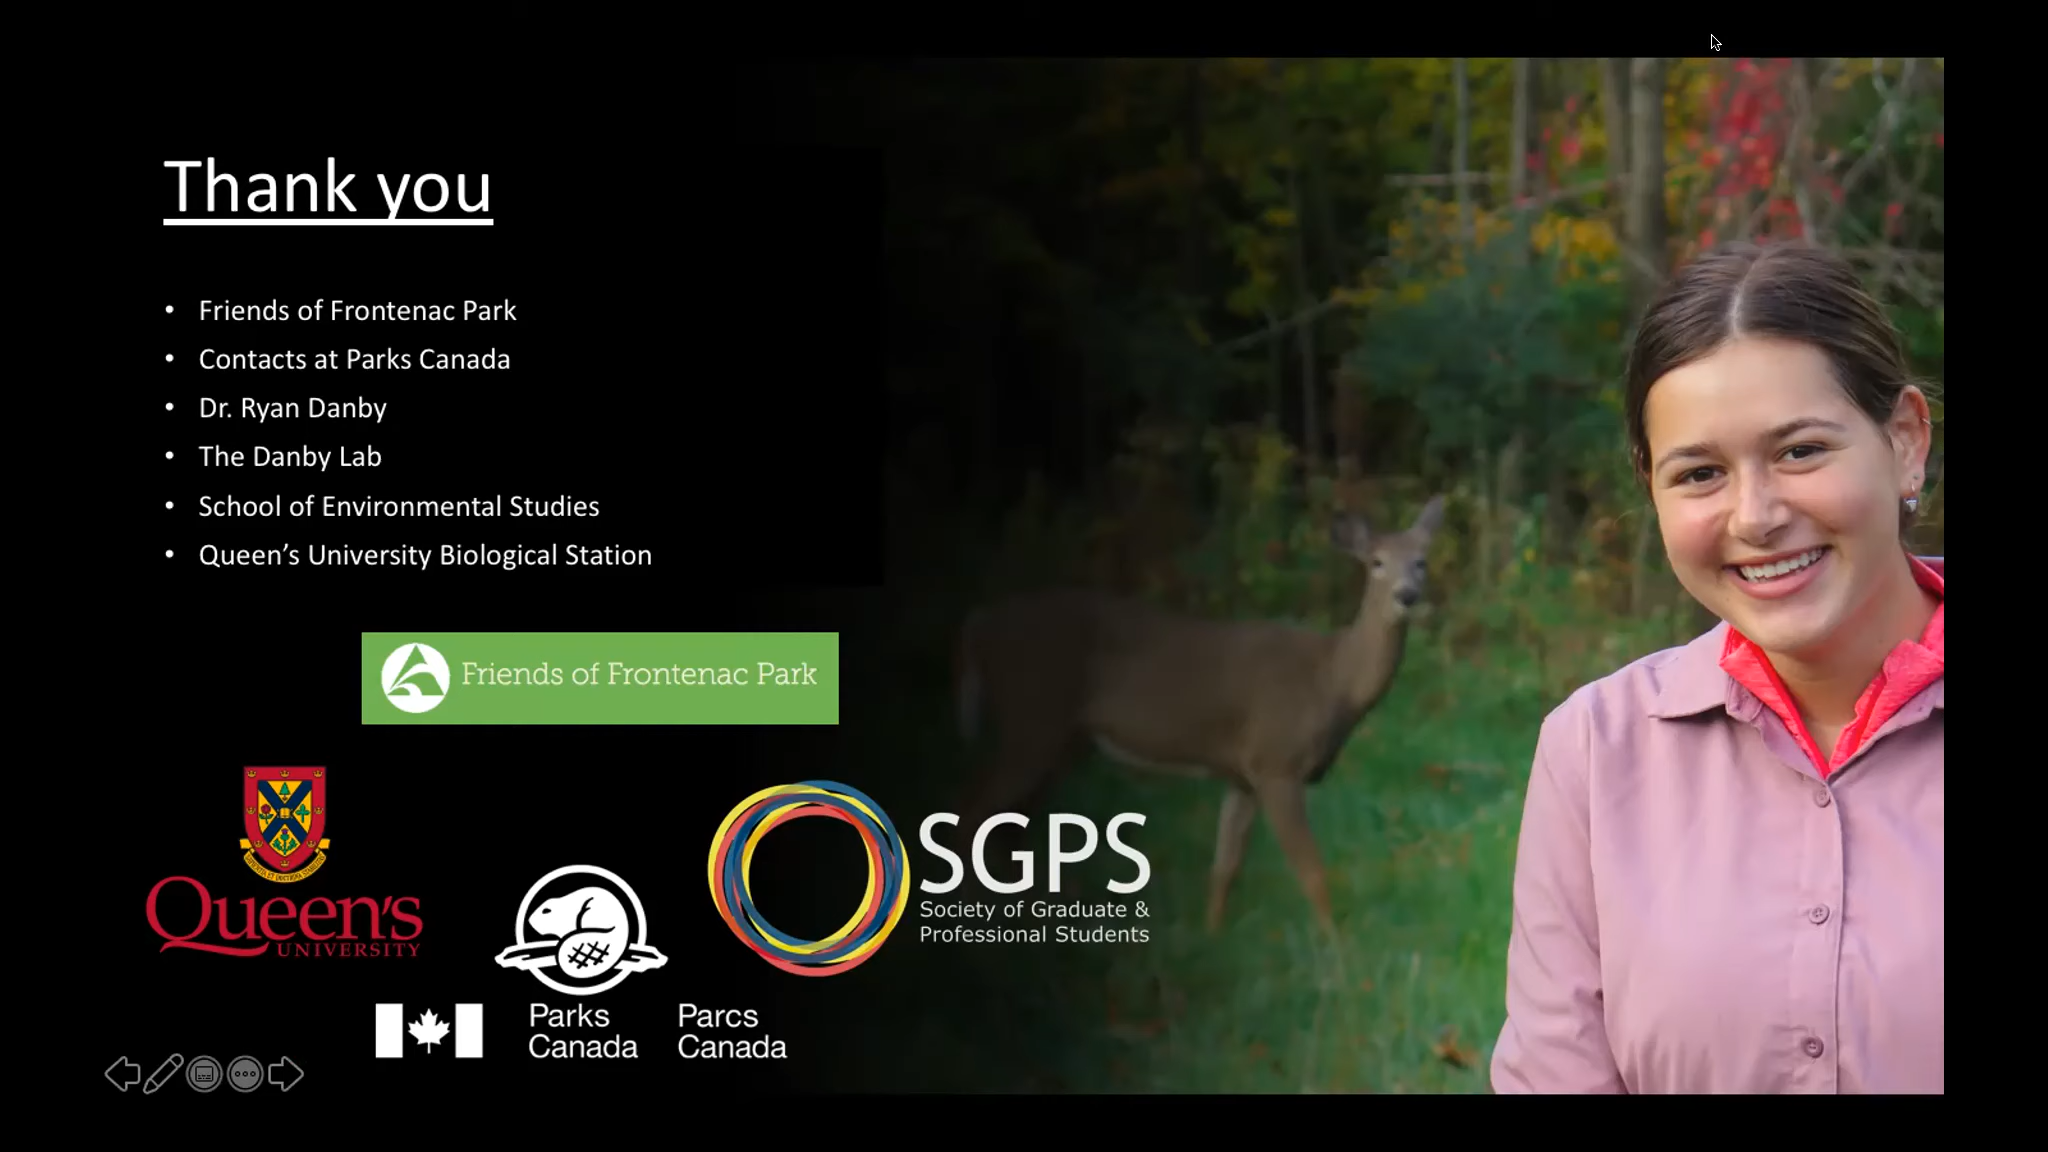 Thank you
• Friends of Frontenac Park
• Contacts at Parks Canada
• Dr. Ryan Danby
• The Danby Lab
• School of Environmental Studies
• Queen’s University Biological Station
Friends of Frontenac Park
Queen's
UNIVERSITY
SGPS
Society of Graduate &
Professional Students
Parks
Canada
Parcs
Canada